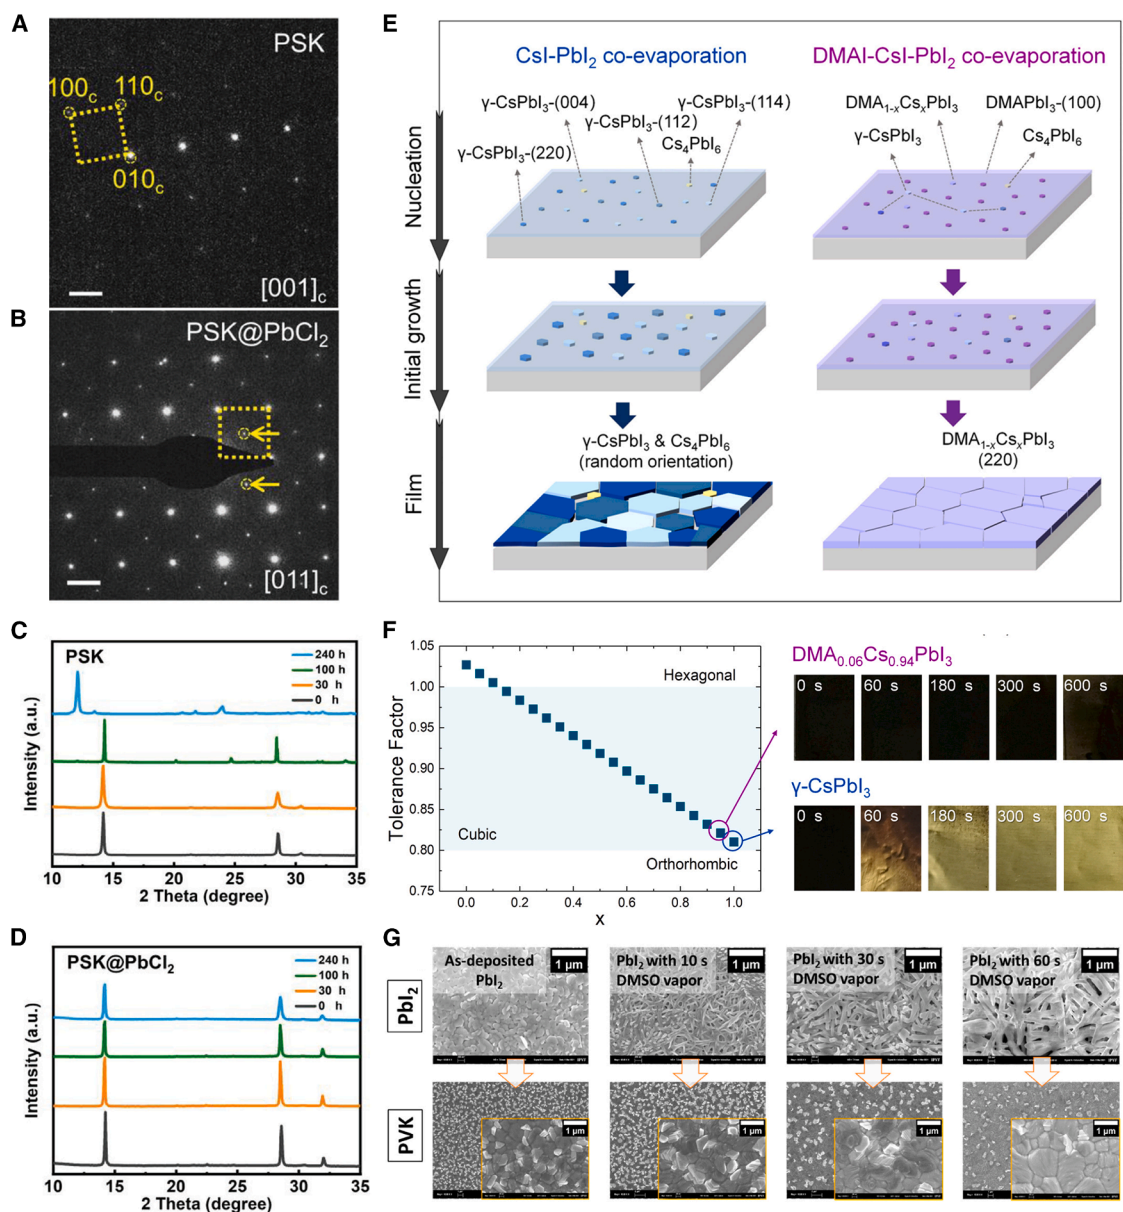 A
PSK
100c
110c
010c
[001]c
B
PSK@PbCl2
[011]c
C
PSK
240 h
100 h
30 h
0 h
Intensity (a.u.)
10 15 20 25 30 35
2 Theta (degree)
D
PSK@PbCl2
240 h
100 h
30 h
0 h
Intensity (a.u.)
10 15 20 25 30 35
2 Theta (degree)
E
CsI-PbI2 co-evaporation
DMAI-CsI-PbI2 co-evaporation
Nucleation
Initial growth
Film
γ-CsPbI3-(004)
γ-CsPbI3-(114)
γ-CsPbI3-(112)
Cs4PbI6
γ-CsPbI3-(220)
DMA1-xCsxPbI3
DMAPbI3-(100)
γ-CsPbI3
Cs4PbI6
γ-CsPbI3 & Cs4PbI6
(random orientation)
DMA1-xCsxPbI3
(220)
F
Tolerance Factor
1.05
1.00
0.95
0.90
0.85
0.80
0.75
Hexagonal
Cubic
Orthorhombic
0.0 0.2 0.4 0.6 0.8 1.0
x
DMA0.06Cs0.94PbI3
0 s 60 s 180 s 300 s 600 s
γ-CsPbI3
0 s 60 s 180 s 300 s 600 s
G
PbI2
As-deposited
PbI2
1 µm
PbI2 with 10 s
DMSO vapor
1 µm
PbI2 with 30 s
DMSO vapor
1 µm
PbI2 with 60 s
DMSO vapor
1 µm
PVK
1 µm
1 µm
1 µm
1 µm